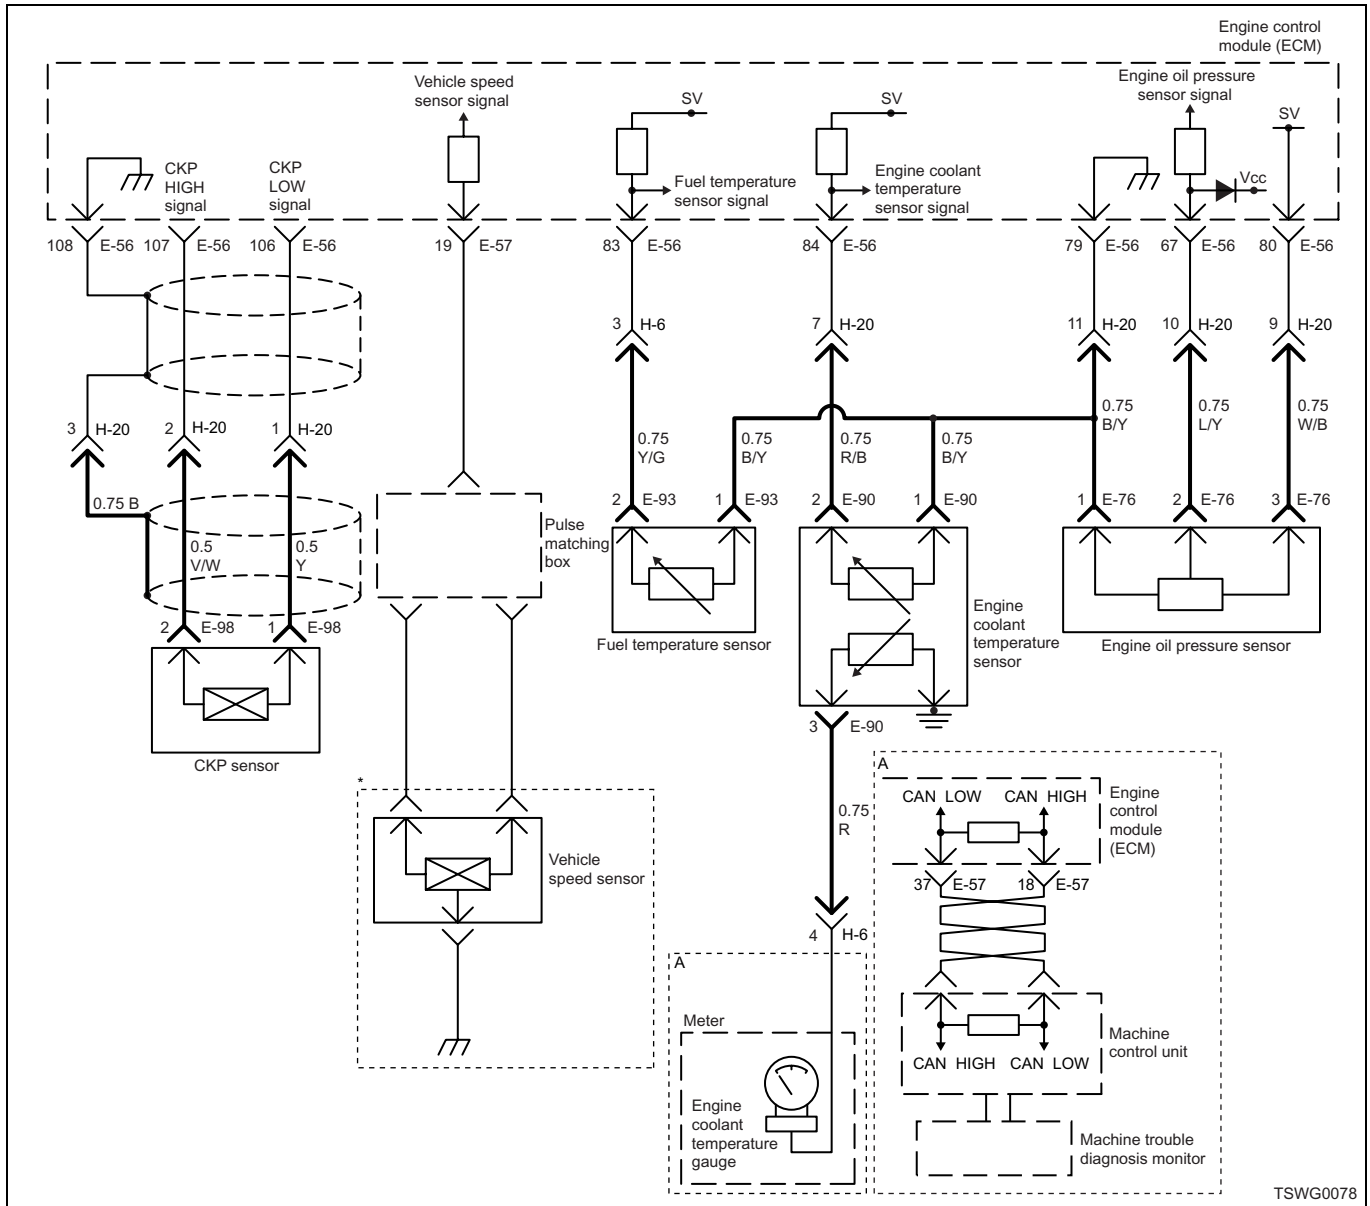 Engine control
module (ECM)
Vehicle speed
sensor signal
Engine oil pressure
sensor signal
SV
SV
SV
CKP
HIGH
signal
CKP
LOW
signal
Fuel temperature
sensor signal
Engine coolant
temperature
sensor signal
Vcc
108 E-56
107 E-56
106 E-56
19 E-57
83 E-56
84 E-56
79 E-56
67 E-56
80 E-56
3 H-6
7 H-20
11 H-20
10 H-20
9 H-20
3 H-20
2 H-20
1 H-20
0.75
Y/G
0.75
B/Y
0.75
R/B
0.75
B/Y
0.75
B/Y
0.75
L/Y
0.75
W/B
0.75 B
2 E-93
1 E-93
2 E-90
1 E-90
1 E-76
2 E-76
3 E-76
0.5
V/W
0.5
Y
Pulse
matching
box
2 E-98
1 E-98
Fuel temperature sensor
Engine
coolant
temperature
sensor
Engine oil pressure sensor
CKP sensor
3 E-90
*
Vehicle
speed sensor
0.75
R
A
CAN LOW CAN HIGH
Engine
control
module
(ECM)
37 E-57
18 E-57
4 H-6
A
Meter
Engine
coolant
temperature
gauge
Machine
control unit
CAN HIGH CAN LOW
Machine trouble
diagnosis monitor
TSWG0078